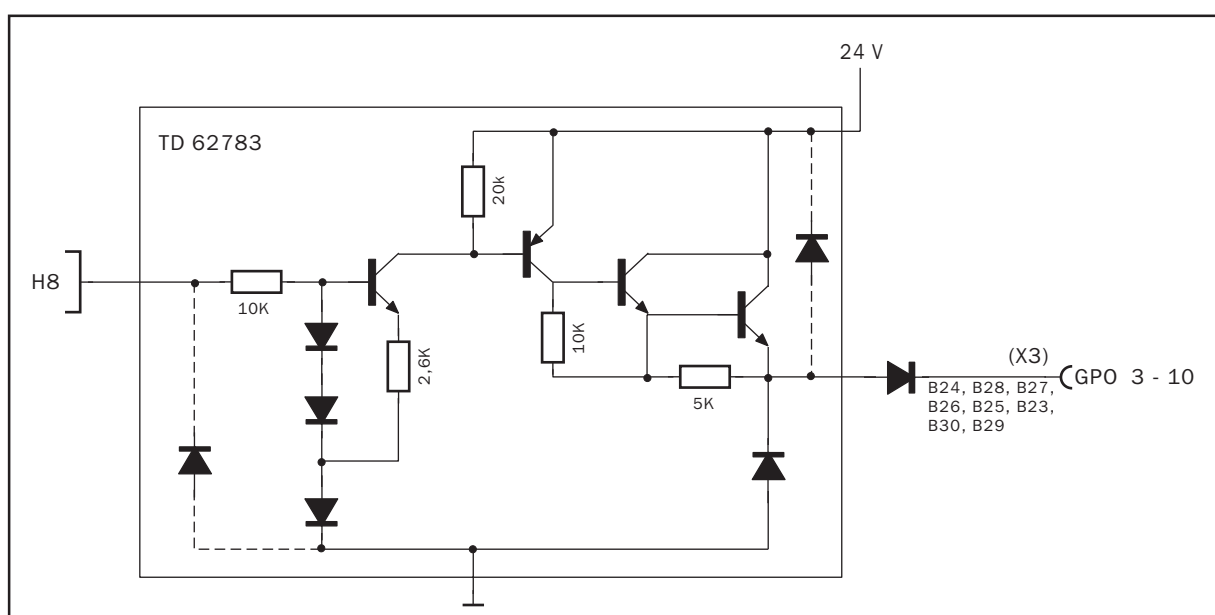 24 V
TD 62783
20k
H8
10K
2,6K
10K
5K
(X3)
GPO 3 - 10
B24, B28, B27,
B26, B25, B23,
B30, B29